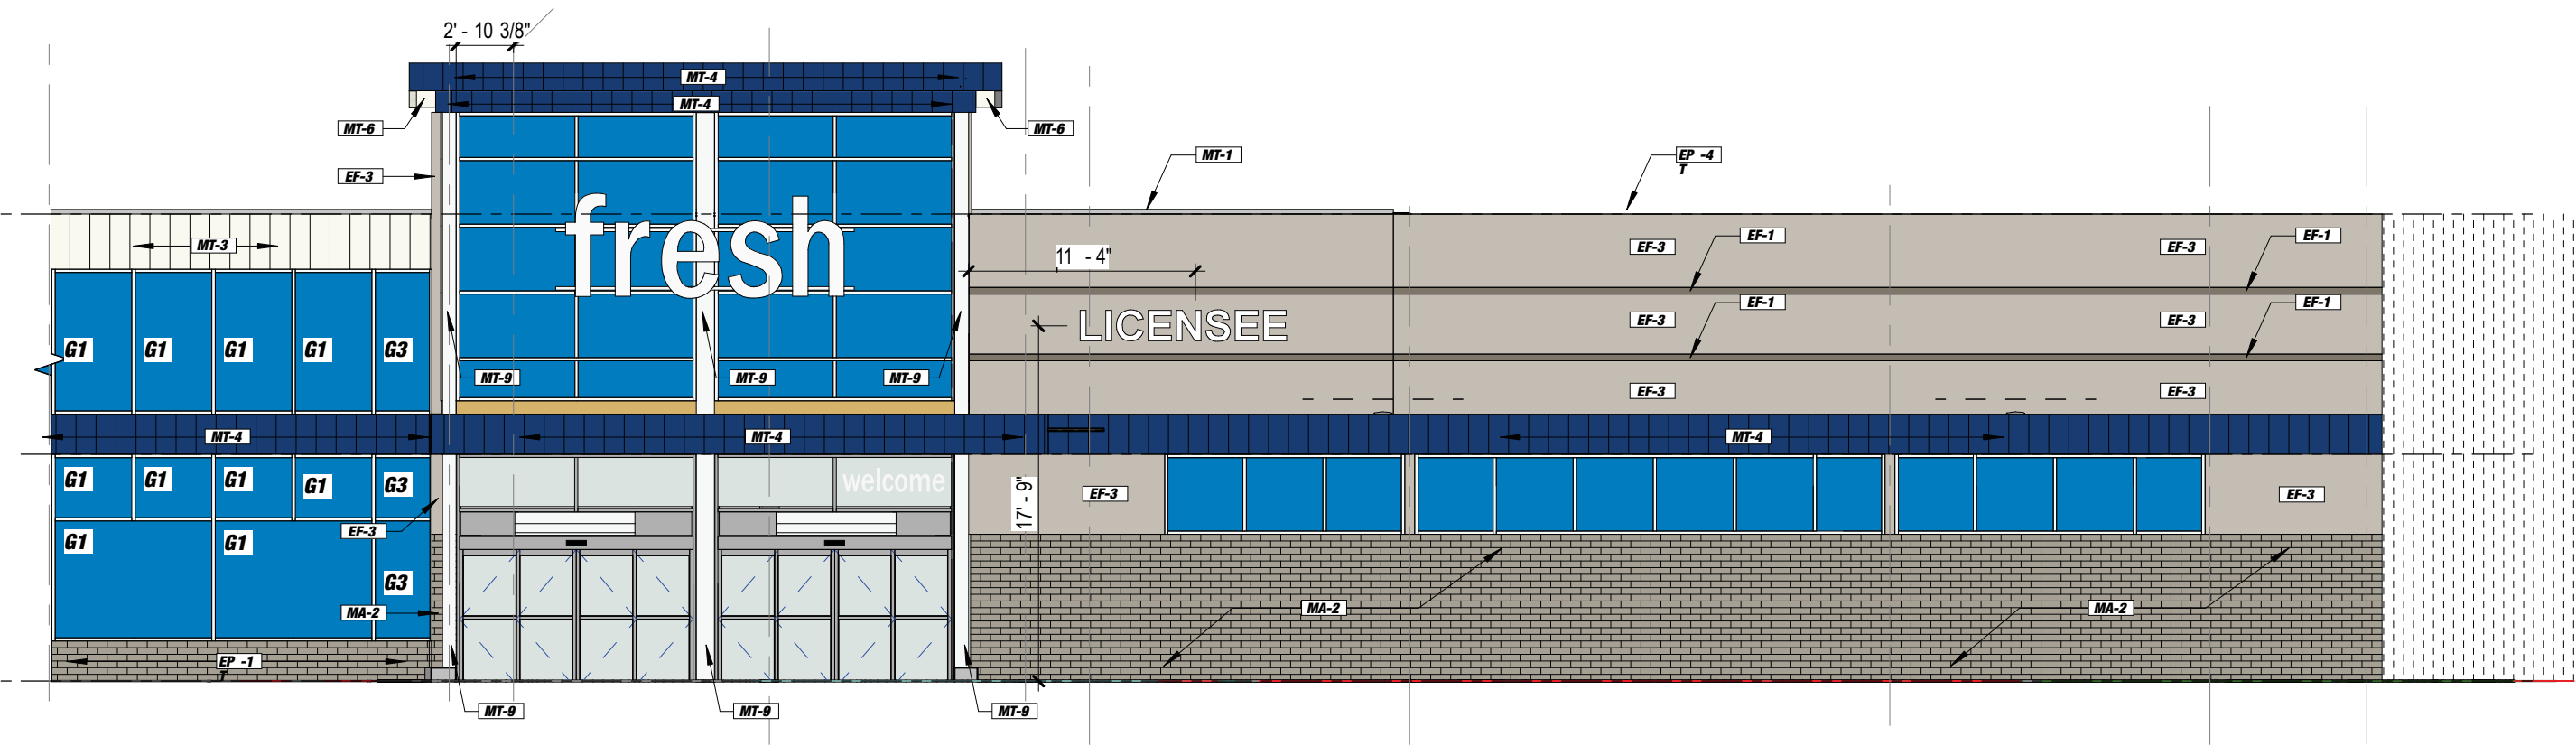 2' - 10 3/8"
MT-4
MT-4
MT-6
MT-6
MT-1
EP -4
T
EF-3
fresh
MT-3
11 - 4"
EF-3
EF-1
EF-3
EF-1
LICENSEE
EF-3
EF-1
EF-3
EF-1
G1
G1
G1
G1
G3
MT-9
MT-9
MT-9
EF-3
EF-3
MT-4
MT-4
MT-4
G1
G1
G1
G1
G3
welcome
17' - 9"
EF-3
EF-3
EF-3
G1
G1
G3
MA-2
MA-2
MA-2
EP -1
T
MT-9
MT-9
MT-9